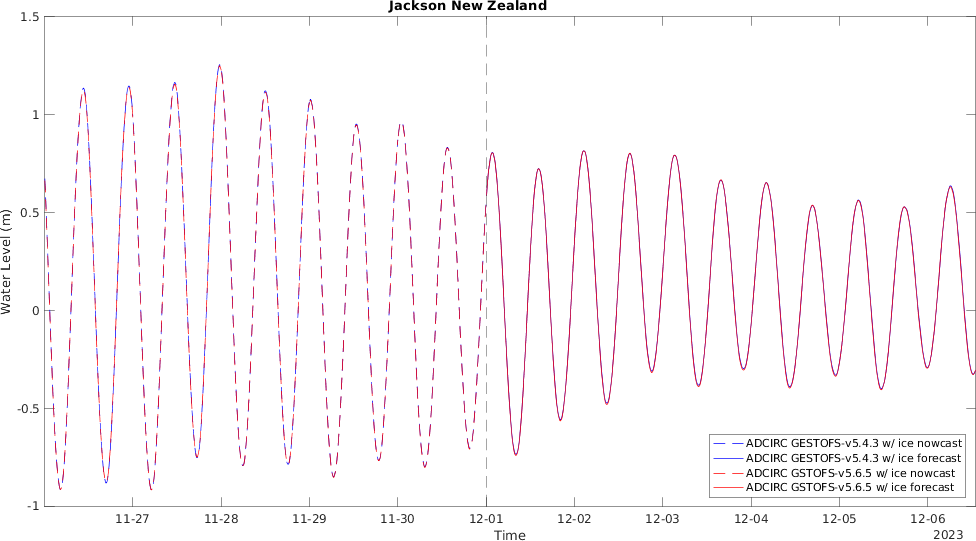 Jackson New Zealand
1.5
1
0.5
0
-0.5
-1
Water Level (m)
11-27 11-28 11-29 11-30 12-01 12-02 12-03 12-04 12-05 12-06
Time
2023
ADCIRC GESTOFS-v5.4.3 w/ ice nowcast
ADCIRC GESTOFS-v5.4.3 w/ ice forecast
ADCIRC GSTOFS-v5.6.5 w/ ice nowcast
ADCIRC GSTOFS-v5.6.5 w/ ice forecast